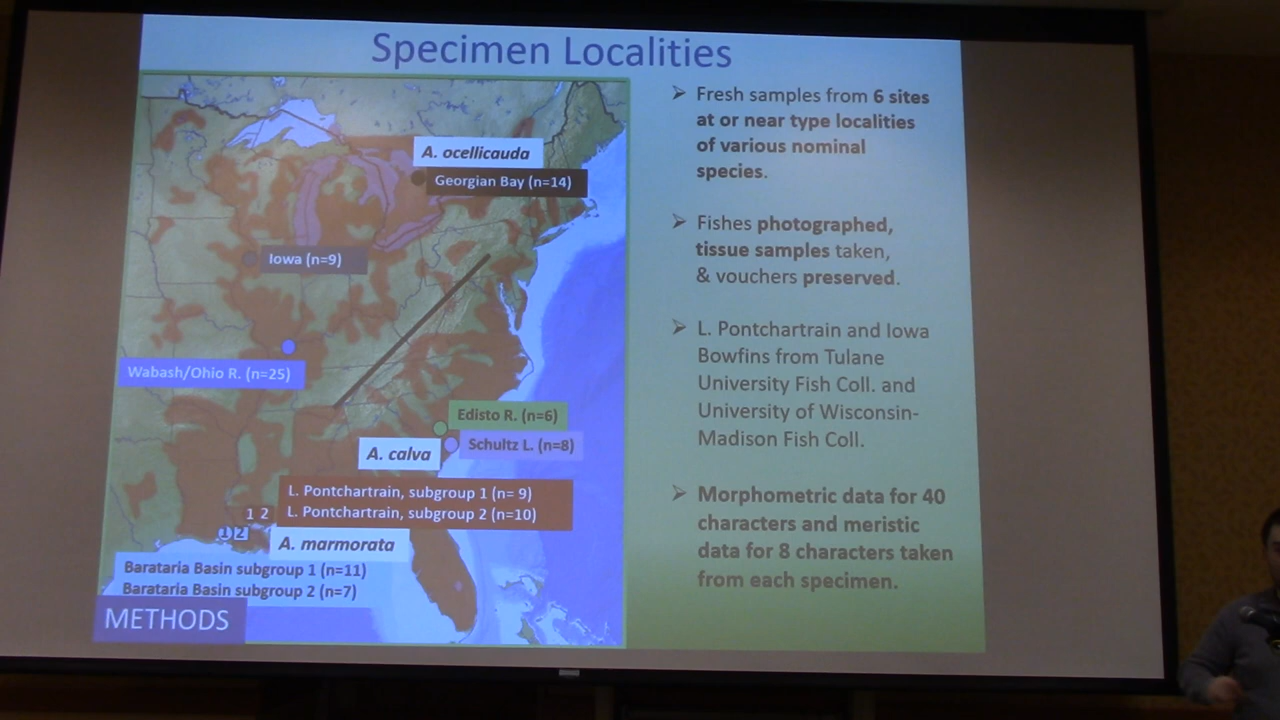 Specimen Localities
A. ocellicauda
Georgian Bay (n=14)
Iowa (n=9)
Wabash/Ohio R. (n=25)
Edisto R. (n=6)
Schultz L. (n=8)
A. calva
L. Pontchartrain, subgroup 1 (n= 9)
L. Pontchartrain, subgroup 2 (n=10)
1 2
1 2
A. marmorata
Barataria Basin subgroup 1 (n=11)
Barataria Basin subgroup 2 (n=7)
METHODS
➢ Fresh samples from 6 sites
at or near type localities
of various nominal
species.
➢ Fishes photographed,
tissue samples taken,
& vouchers preserved.
➢ L. Pontchartrain and Iowa
Bowfins from Tulane
University Fish Coll. and
University of Wisconsin-
Madison Fish Coll.
➢ Morphometric data for 40
characters and meristic
data for 8 characters taken
from each specimen.